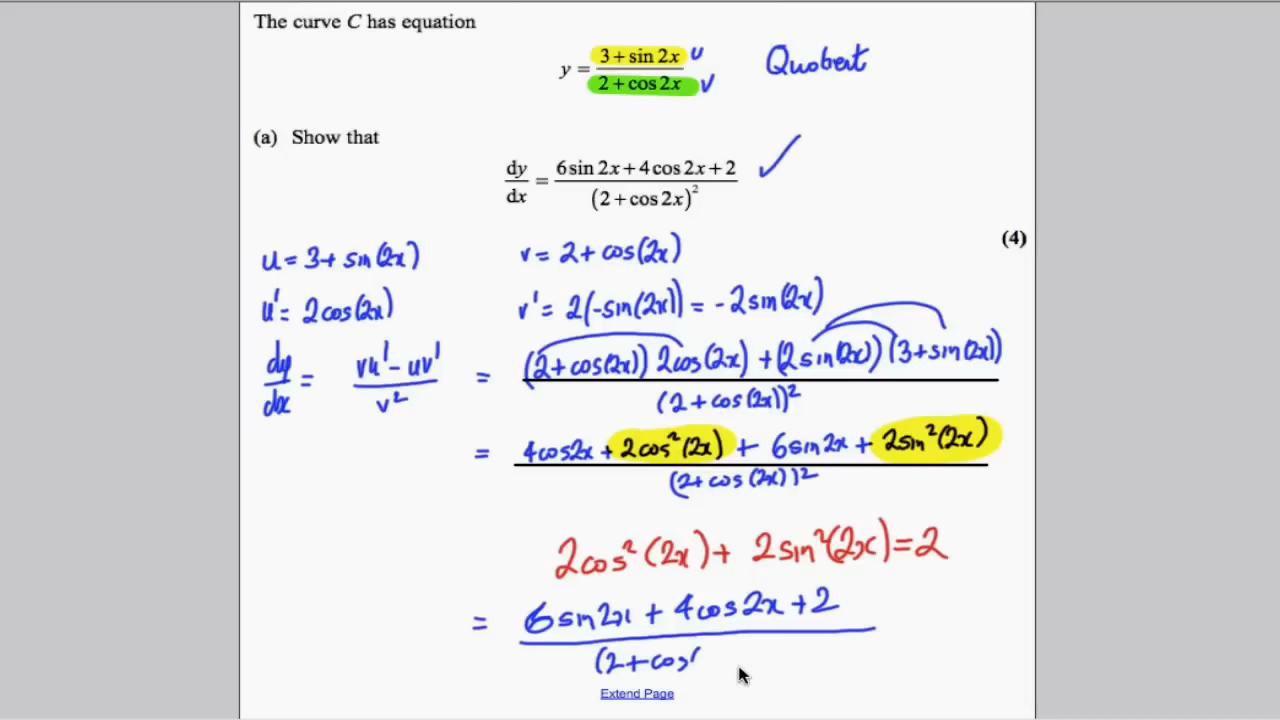 The curve C has equation
y = 3 + sin 2x / 2 + cos 2x u v Quobert
(a) Show that
dy/dx = 6 sin 2x + 4 cos 2x + 2 / (2 + cos 2x)² ✓
(4)
u = 3 + sin(2x) v = 2 + cos(2x)
u' = 2cos(2x) v' = 2(-sin(2x)) = -2sin(2x)
dy/dx = vu' - uv' / v² = (2+cos(2x)) 2cos(2x) + (2sin(2x)) (3+sin(2x)) / (2+cos(2x))²
= 4cos2x + 2cos²(2x) + 6sin2x + 2sin²(2x) / (2+cos(2x))²
2cos²(2x) + 2sin²(2x) = 2
= 6sin2x + 4cos2x + 2 / (2+cos(
Extend Page